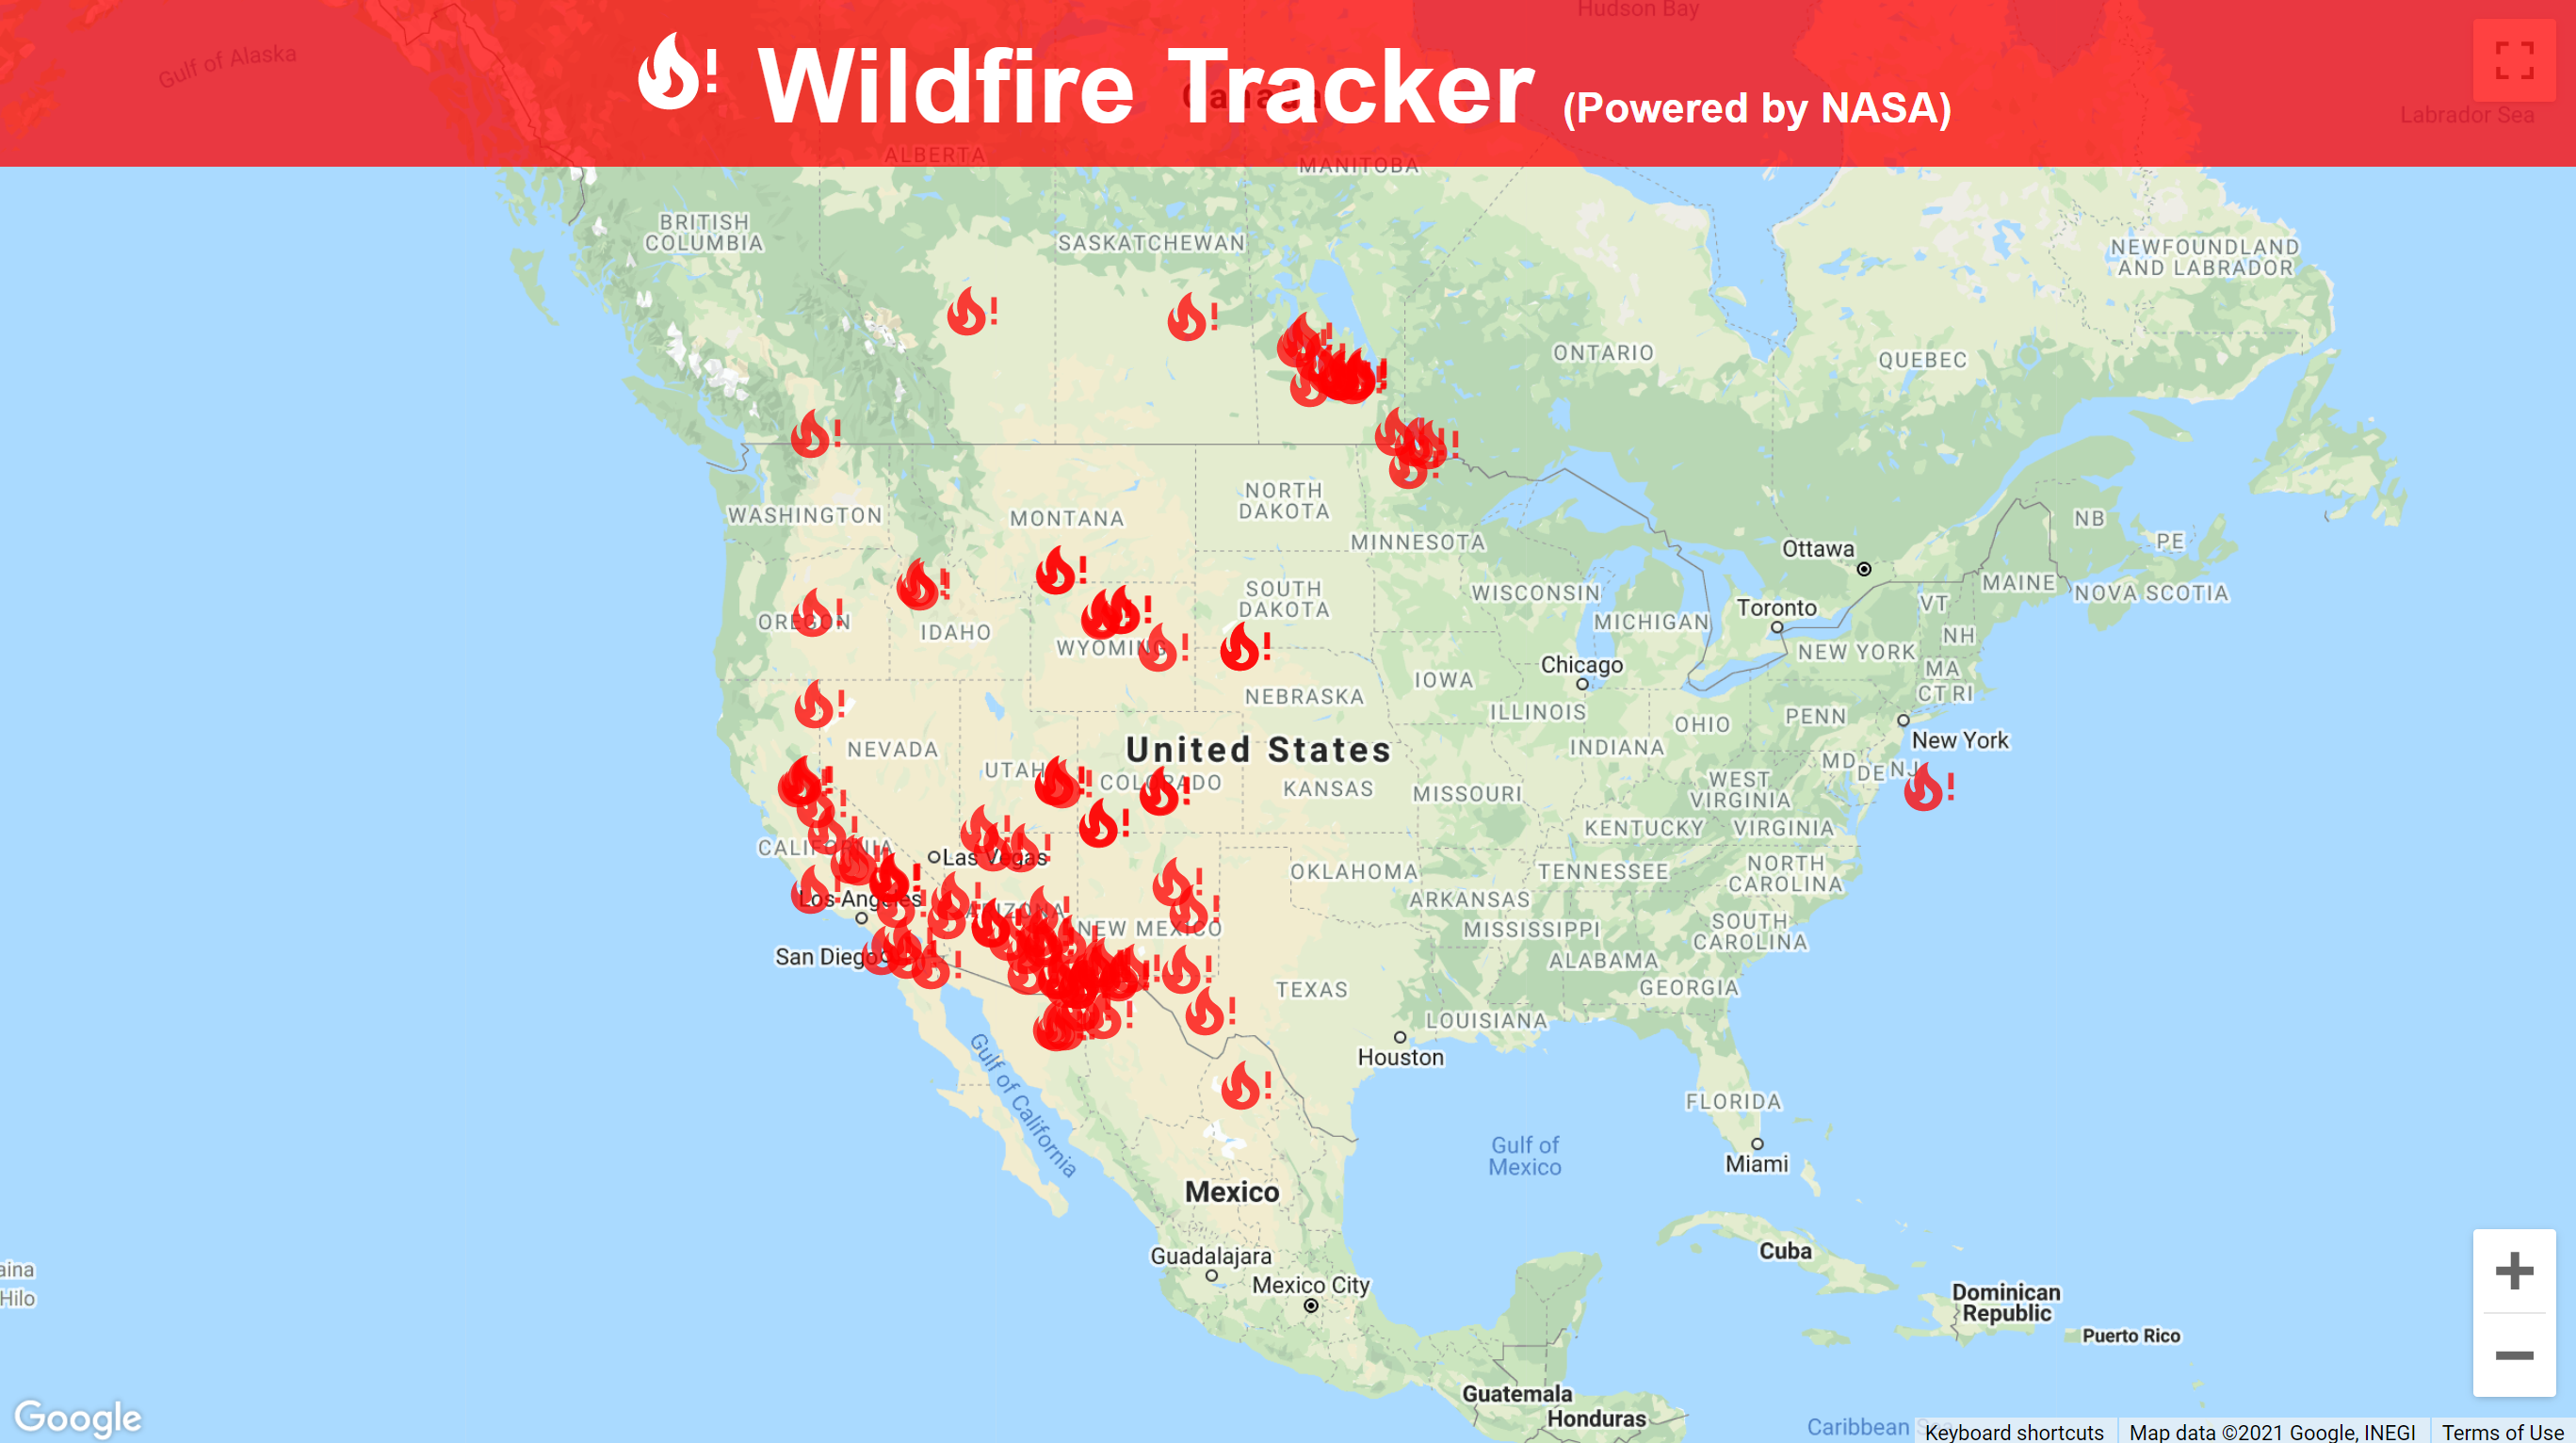 Hudson Bay
Gulf of Alaska
! Wildfire Tracker (Powered by NASA)
Canada
Labrador Sea
ALBERTA
MANITOBA
BRITISH
COLUMBIA
SASKATCHEWAN
NEWFOUNDLAND
AND LABRADOR
ONTARIO
QUEBEC
WASHINGTON
MONTANA
NORTH
DAKOTA
MINNESOTA
NB
PE
Ottawa
MAINE
NOVA SCOTIA
OREGON
IDAHO
SOUTH
DAKOTA
WISCONSIN
MICHIGAN
Toronto
VT
NH
WYOMING
NEW YORK
MA
Chicago
IOWA
CT RI
NEBRASKA
ILLINOIS
OHIO
PENN
New York
NEVADA
United States
INDIANA
UTAH
COLORADO
KANSAS
MISSOURI
WEST
VIRGINIA
MD
DE
NJ
CALIFORNIA
Las Vegas
KENTUCKY
VIRGINIA
OKLAHOMA
TENNESSEE
NORTH
CAROLINA
Los Angeles
ARIZONA
NEW MEXICO
ARKANSAS
MISSISSIPPI
SOUTH
CAROLINA
San Diego
ALABAMA
TEXAS
GEORGIA
LOUISIANA
Houston
Gulf of California
FLORIDA
Gulf of
Mexico
Miami
Mexico
Guadalajara
Mexico City
Cuba
aina
Hilo
Dominican
Republic
Puerto Rico
Guatemala
Honduras
Google
Caribbean Sea
Keyboard shortcuts
Map data ©2021 Google, INEGI
Terms of Use